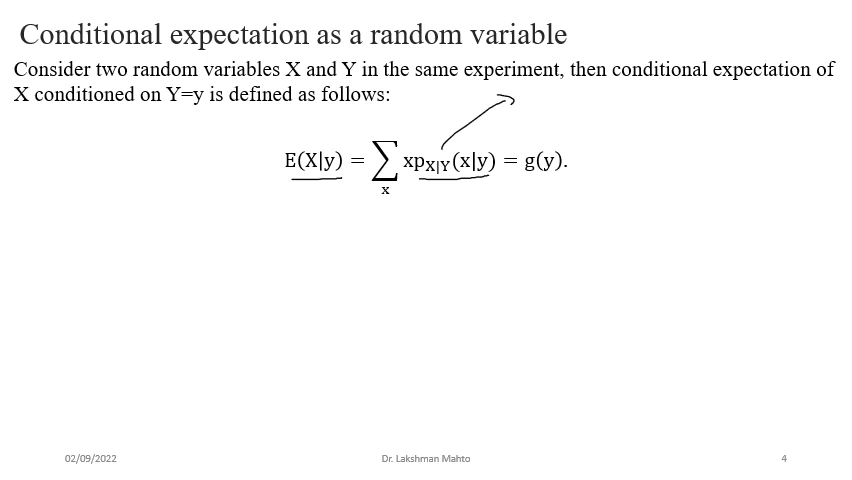 Conditional expectation as a random variable
Consider two random variables X and Y in the same experiment, then conditional expectation of
X conditioned on Y=y is defined as follows:
E(X|y) = ∑ₓ xp_{X|Y}(x|y) = g(y).
02/09/2022 Dr. Lakshman Mahto 4